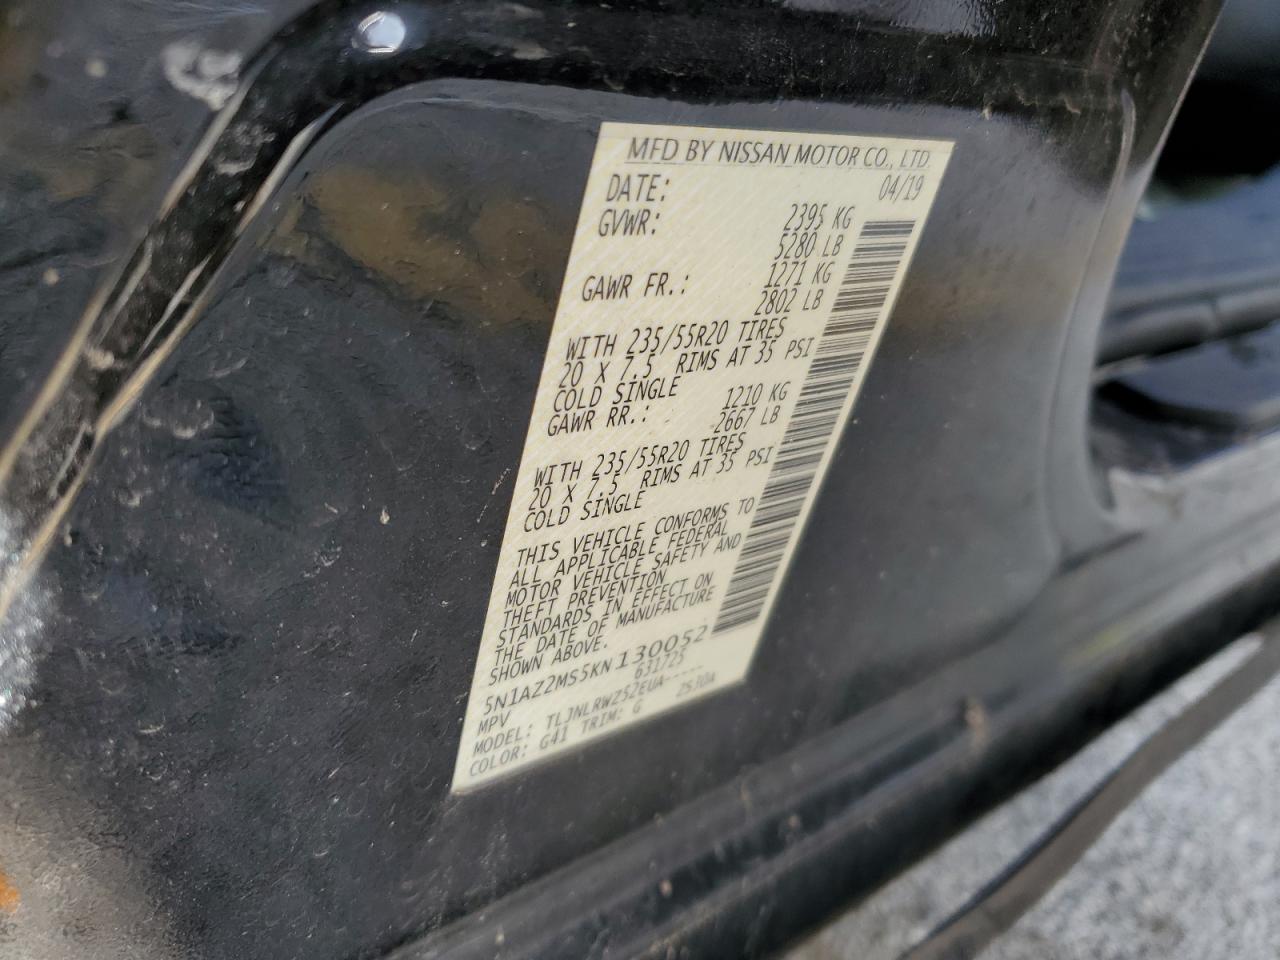 MFD BY NISSAN MOTOR CO., LTD.
DATE: 04/19
GVWR: 2395 KG
5280 LB
GAWR FR.: 1271 KG
2802 LB
WITH 235/55R20 TIRES
20 X 7.5 RIMS AT 35 PSI
COLD SINGLE
GAWR RR.: 1210 KG
2667 LB
WITH 235/55R20 TIRES
20 X 7.5 RIMS AT 35 PSI
COLD SINGLE
THIS VEHICLE CONFORMS TO
ALL APPLICABLE FEDERAL
MOTOR VEHICLE SAFETY AND
THEFT PREVENTION
STANDARDS IN EFFECT ON
THE DATE OF MANUFACTURE
SHOWN ABOVE.
5N1AZ2MS5KN130052
MPV 631725
MODEL: TLJNLRWZ52EUA-----
COLOR: G41 TRIM: G ZS30A